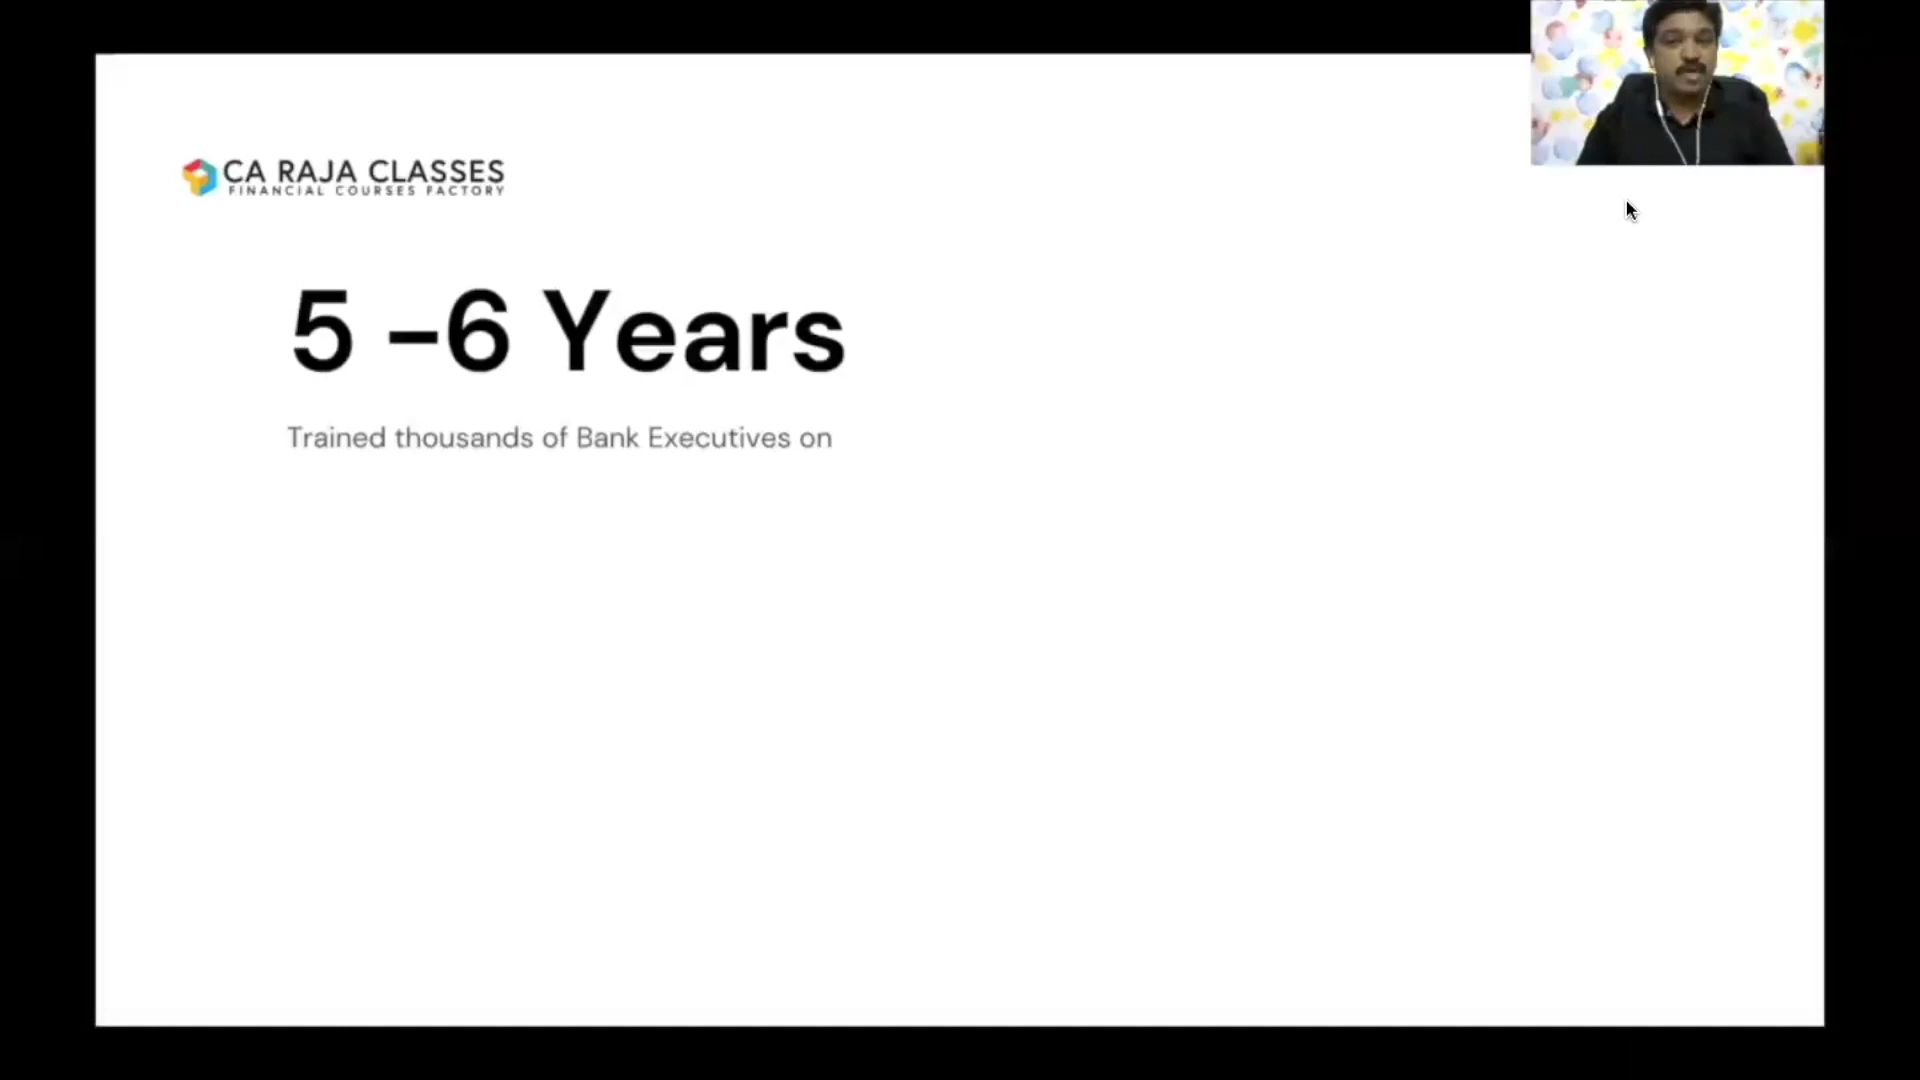 CA RAJA CLASSES
FINANCIAL COURSES FACTORY
5 –6 Years
Trained thousands of Bank Executives on